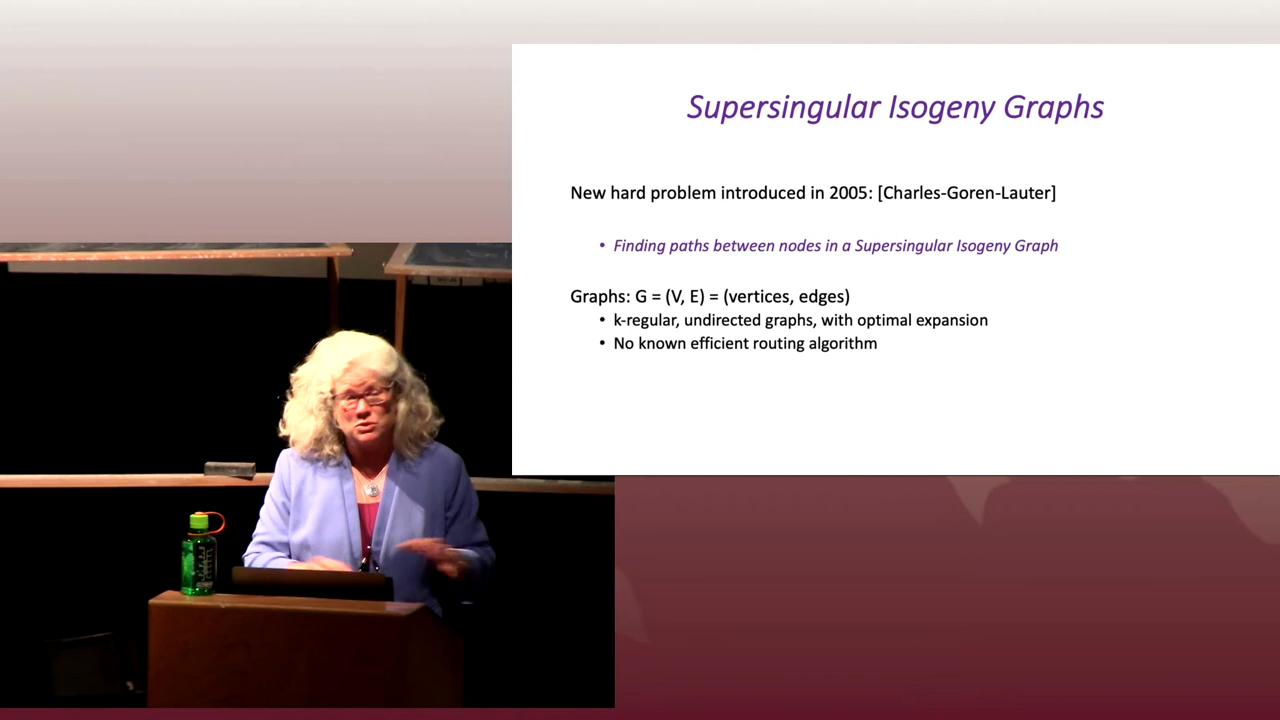 Supersingular Isogeny Graphs
New hard problem introduced in 2005: [Charles-Goren-Lauter]
• Finding paths between nodes in a Supersingular Isogeny Graph
Graphs: G = (V, E) = (vertices, edges)
• k-regular, undirected graphs, with optimal expansion
• No known efficient routing algorithm